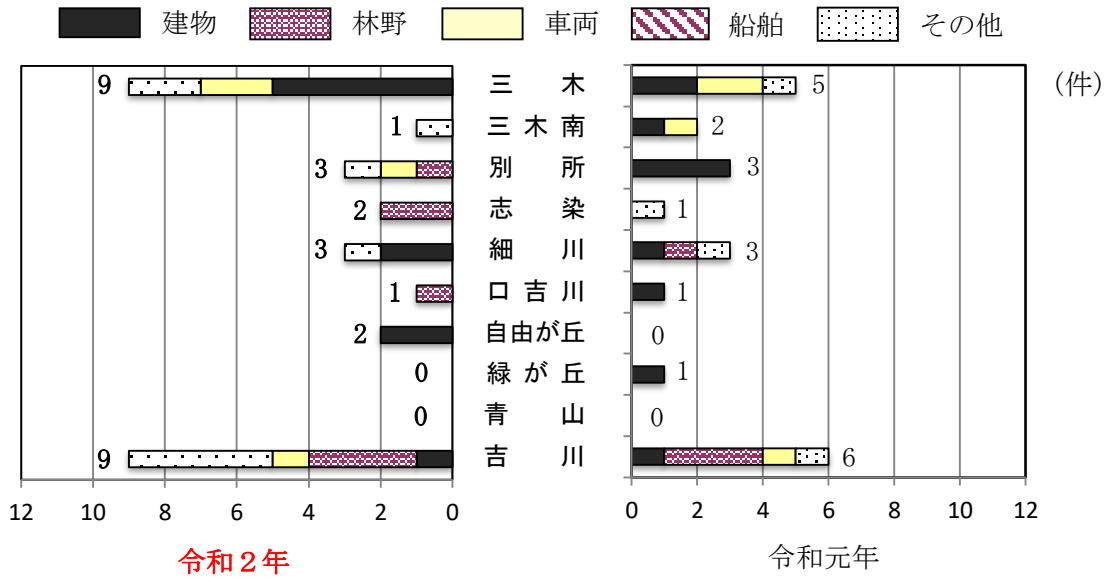 建物 林野 車両 船舶 その他
(件)
9 三木 5
1 三木南 2
3 別所 3
2 志染 1
3 細川 3
1 口吉川 1
2 自由が丘 0
0 緑が丘 1
0 青山 0
9 吉川 6
12 10 8 6 4 2 0 0 2 4 6 8 10 12
令和２年 令和元年